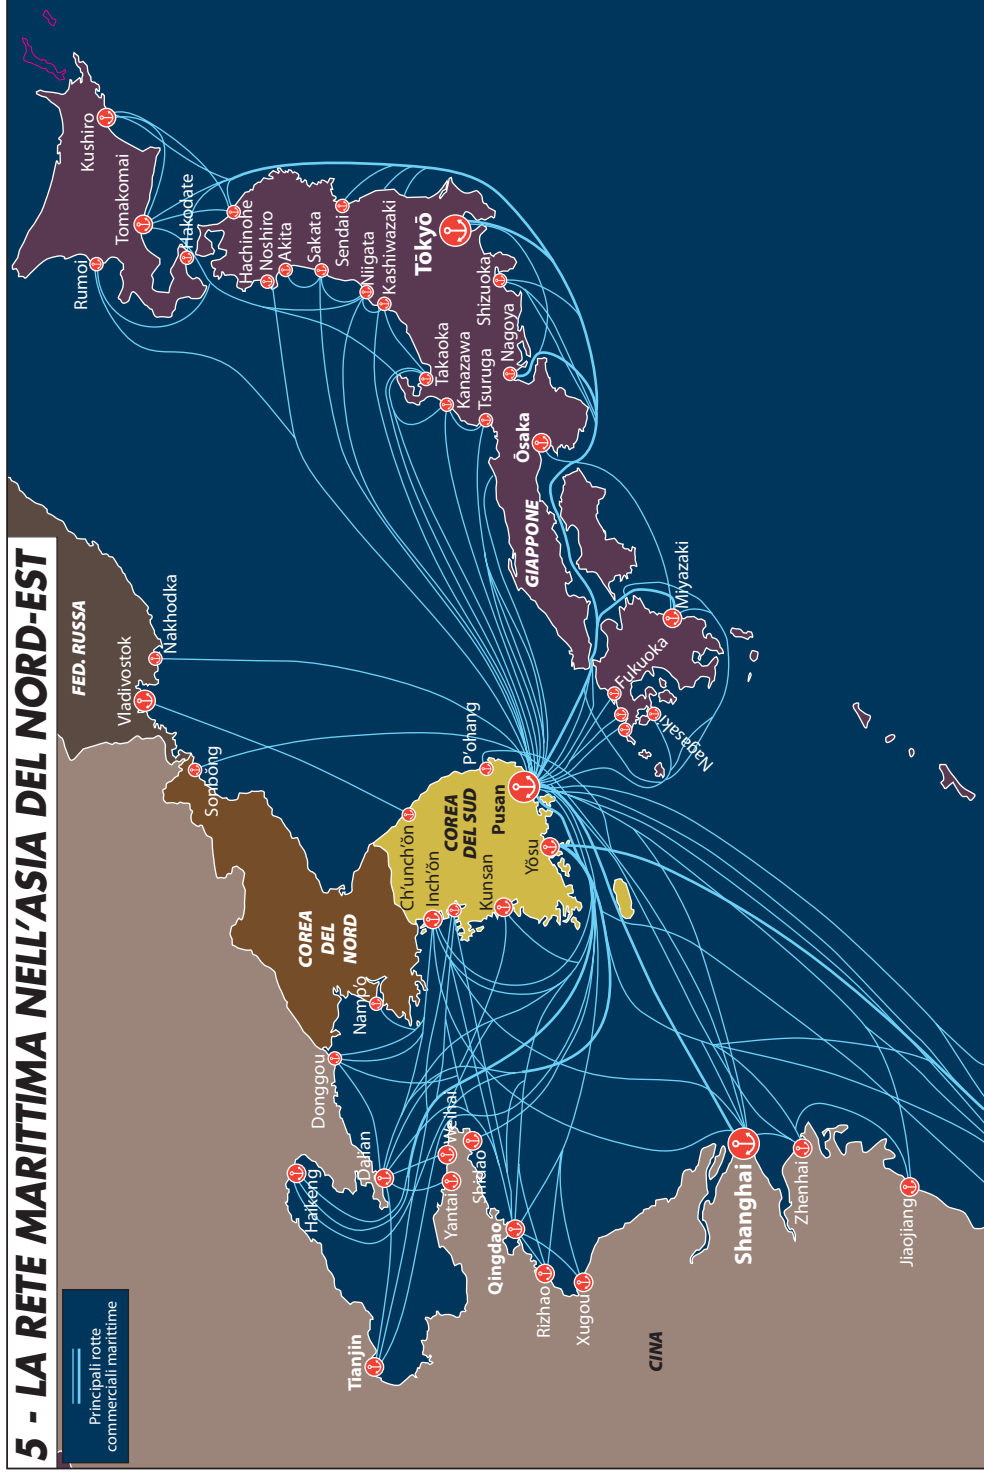 5 - LA RETE MARITTIMA NELL'ASIA DEL NORD-EST
Principali rotte
commerciali marittime
FED. RUSSA
Vladivostok
Nakhodka
Sonbŏng
COREA
DEL
NORD
Namp'o
Donggou
Dalian
Haikeng
Tianjin
Yantai
Weihai
Shidao
Qingdao
Rizhao
Xugou
CINA
Shanghai
Zhenhai
Jiaojiang
Ch'unch'ŏn
Inch'ŏn
COREA
DEL SUD
Kunsan
Pusan
P'ohang
Yŏsu
GIAPPONE
Rumoi
Tomakomai
Kushiro
Hakodate
Hachinohe
Noshiro
Akita
Sakata
Sendai
Niigata
Kashiwazaki
Tōkyō
Takaoka
Kanazawa
Tsuruga
Shizuoka
Nagoya
Ōsaka
Miyazaki
Fukuoka
Nagasaki